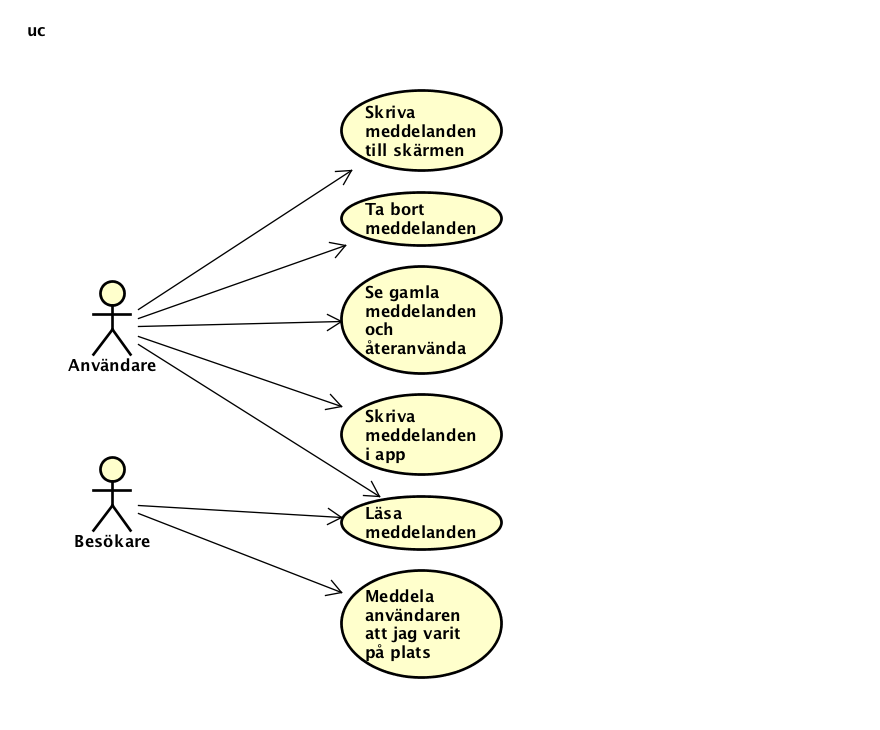 uc
Skriva
meddelanden
till skärmen
Ta bort
meddelanden
Se gamla
meddelanden
och
återanvända
Användare
Skriva
meddelanden
i app
Läsa
meddelanden
Besökare
Meddela
användaren
att jag varit
på plats